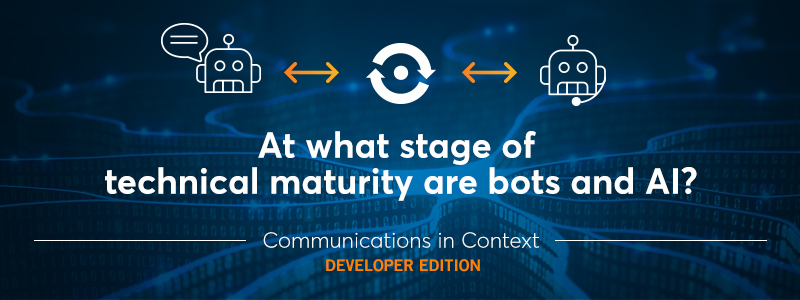 At what stage of
technical maturity are bots and AI?
Communications in Context
DEVELOPER EDITION